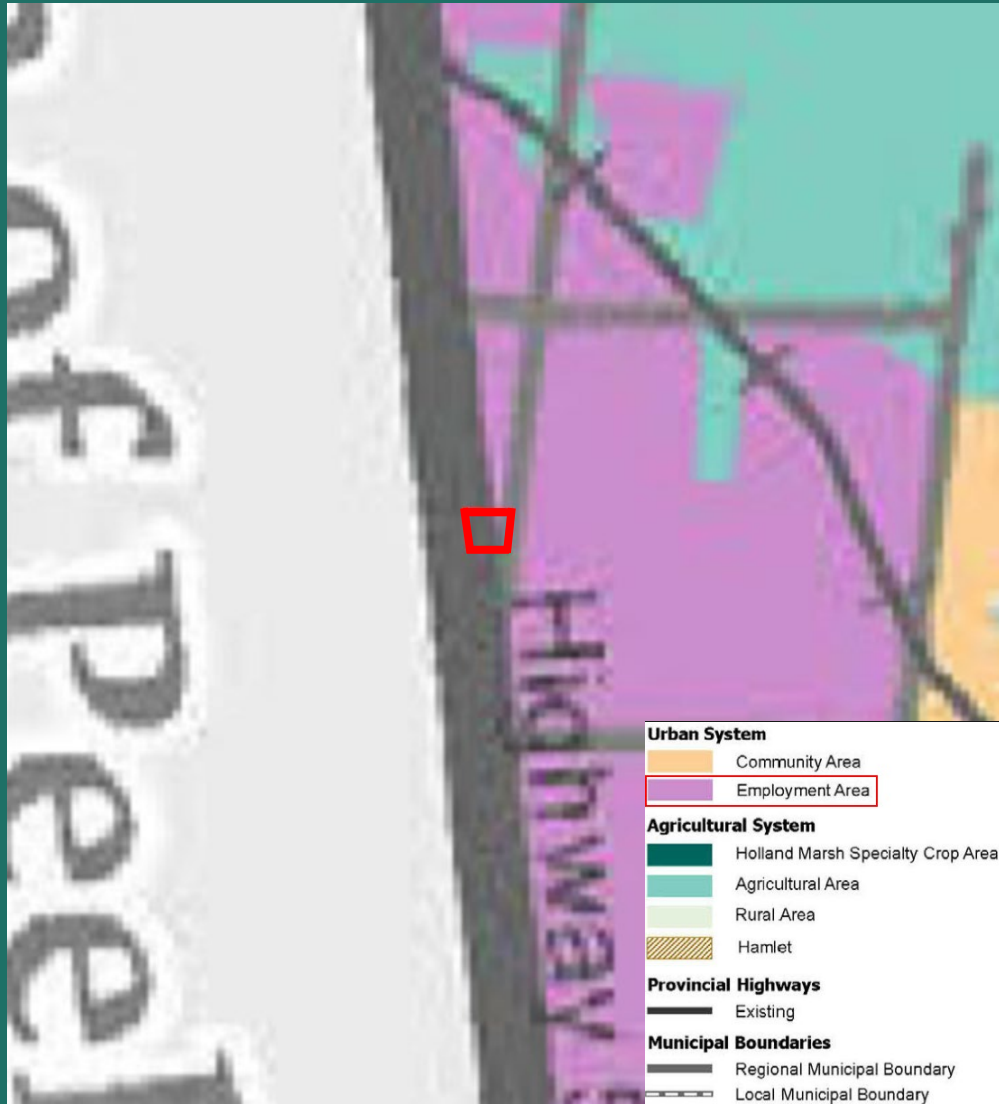 of Peel
Highway
Urban System
Community Area
Employment Area
Agricultural System
Holland Marsh Specialty Crop Area
Agricultural Area
Rural Area
Hamlet
Provincial Highways
Existing
Municipal Boundaries
Regional Municipal Boundary
Local Municipal Boundary